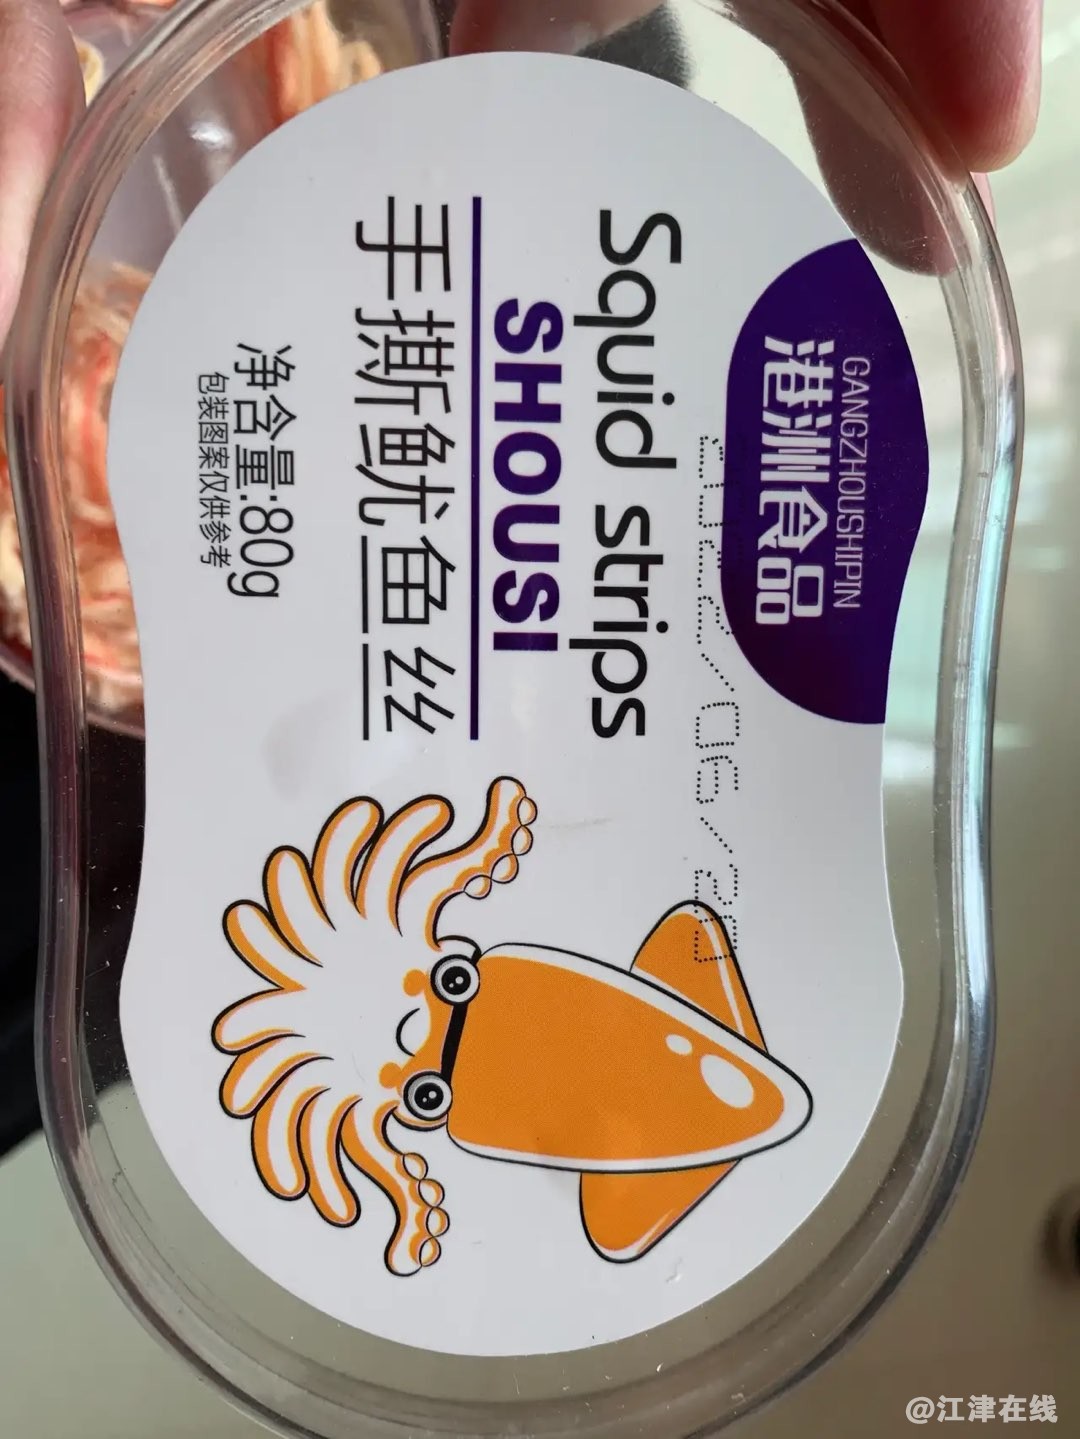 GANGZHOUSHIPIN
港洲食品
2022/06/20
Squid strips
SHOUSI
手撕鱿鱼丝
净含量:80g
包装图案仅供参考
@江津在线